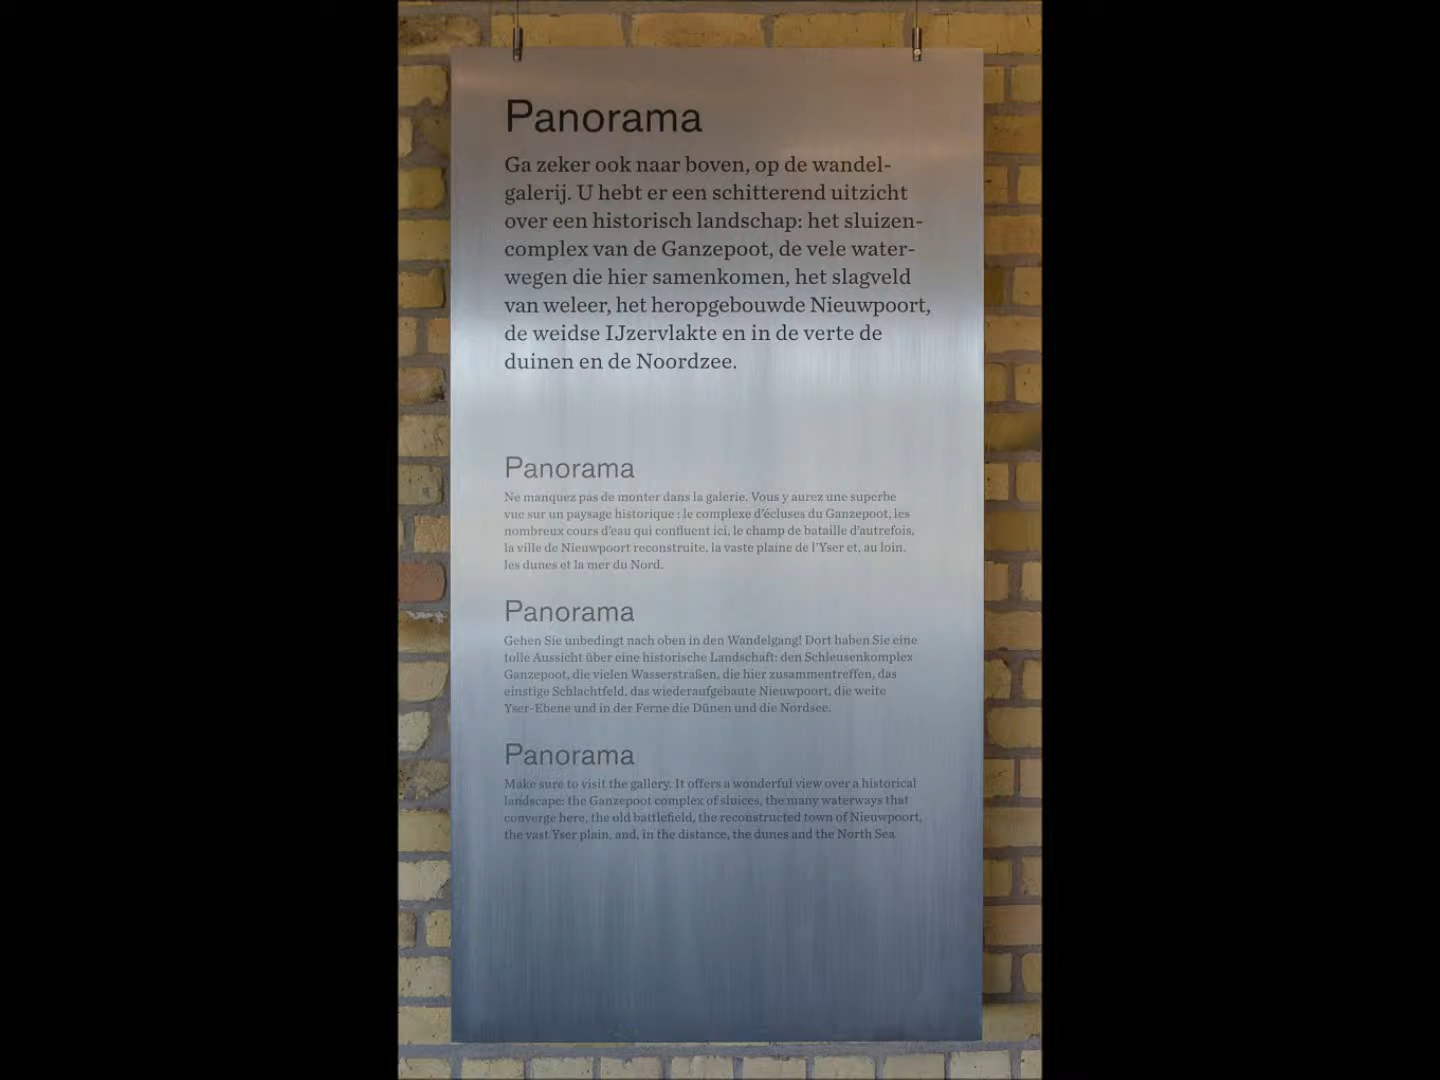 Panorama
Ga zeker ook naar boven, op de wandel-
galerij. U hebt er een schitterend uitzicht
over een historisch landschap: het sluizen-
complex van de Ganzepoot, de vele water-
wegen die hier samenkomen, het slagveld
van weleer, het heropgebouwde Nieuwpoort,
de weidse IJzervlakte en in de verte de
duinen en de Noordzee.
Panorama
Ne manquez pas de monter dans la galerie. Vous y aurez une superbe
vue sur un paysage historique : le complexe d'écluses du Ganzepoot, les
nombreux cours d'eau qui confluent ici, le champ de bataille d'autrefois,
la ville de Nieuwpoort reconstruite, la vaste plaine de l'Yser et, au loin,
les dunes et la mer du Nord.
Panorama
Gehen Sie unbedingt nach oben in den Wandelgang! Dort haben Sie eine
tolle Aussicht über eine historische Landschaft: den Schleusenkomplex
Ganzepoot, die vielen Wasserstraßen, die hier zusammentreffen, das
einstige Schlachtfeld, das wiederaufgebaute Nieuwpoort, die weite
Yser-Ebene und in der Ferne die Dünen und die Nordsee.
Panorama
Make sure to visit the gallery. It offers a wonderful view over a historical
landscape: the Ganzepoot complex of sluices, the many waterways that
converge here, the old battlefield, the reconstructed town of Nieuwpoort,
the vast Yser plain, and, in the distance, the dunes and the North Sea.